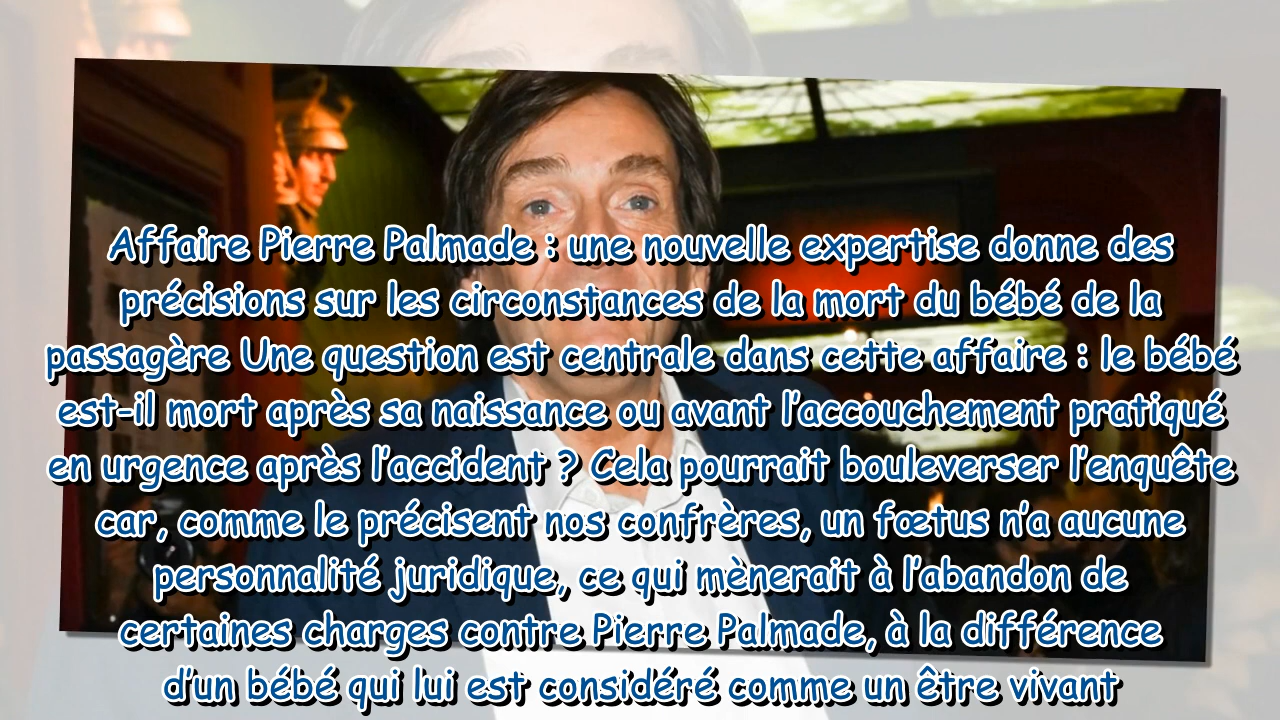 Affaire Pierre Palmade : une nouvelle expertise donne des
précisions sur les circonstances de la mort du bébé de la
passagère Une question est centrale dans cette affaire : le bébé
est-il mort après sa naissance ou avant l’accouchement pratiqué
en urgence après l’accident ? Cela pourrait bouleverser l’enquête
car, comme le précisent nos confrères, un fœtus n’a aucune
personnalité juridique, ce qui mènerait à l’abandon de
certaines charges contre Pierre Palmade, à la différence
d’un bébé qui lui est considéré comme un être vivant